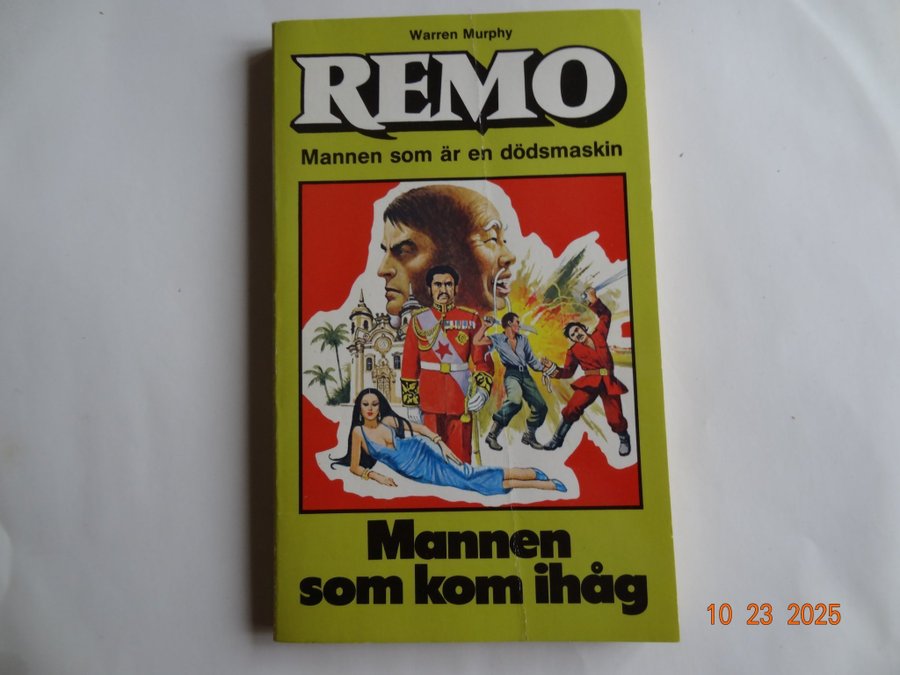 Warren Murphy
REMO
Mannen som är en dödsmaskin
Mannen
som kom ihåg
10 23 2025